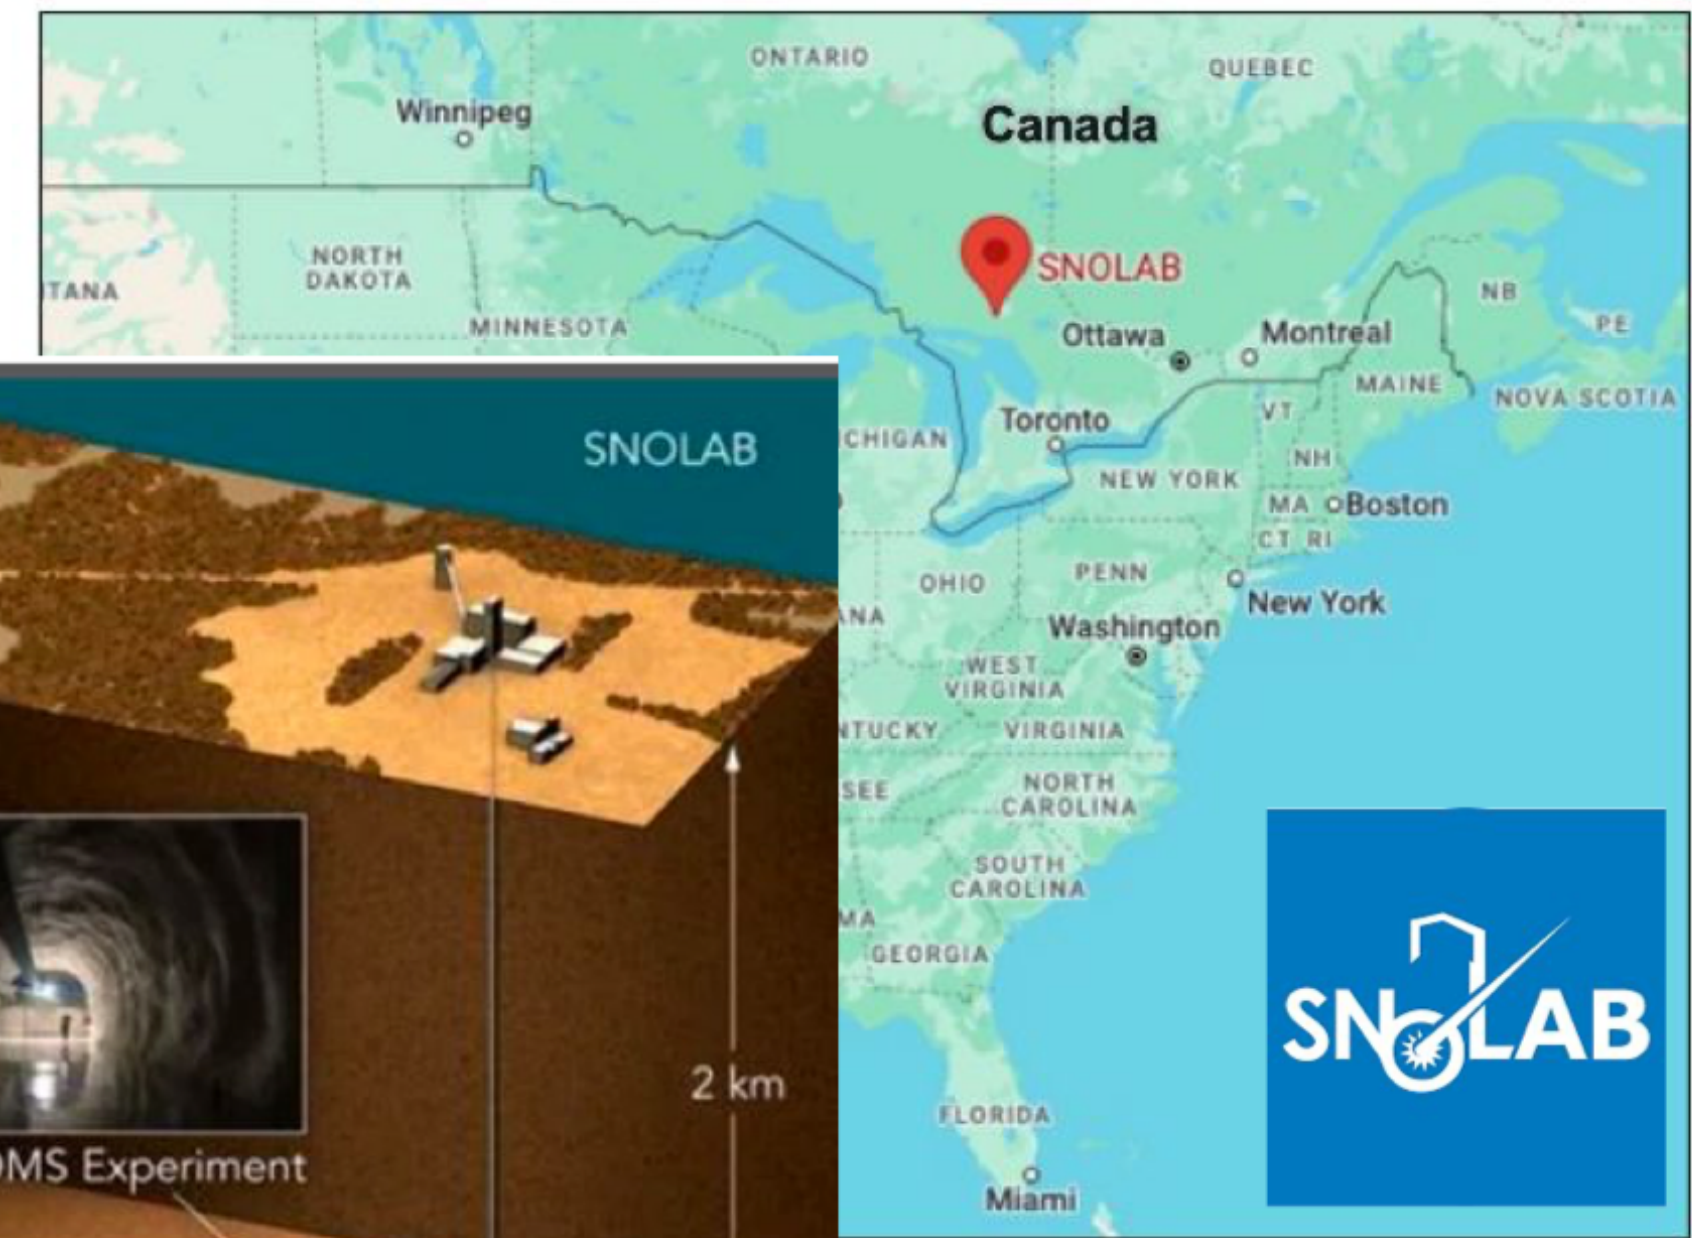 ONTARIO
QUEBEC
Winnipeg
Canada
SNOLAB
NORTH
DAKOTA
TANA
MINNESOTA
NB
PE
Ottawa
Montreal
MAINE
NOVA SCOTIA
VT
Toronto
CHIGAN
NH
NEW YORK
MA
Boston
CT RI
OHIO
PENN
New York
ANA
Washington
WEST
VIRGINIA
NTUCKY
VIRGINIA
SEE
NORTH
CAROLINA
SOUTH
CAROLINA
MA
GEORGIA
FLORIDA
Miami
SNOLAB
2 km
DMS Experiment
SNOLAB